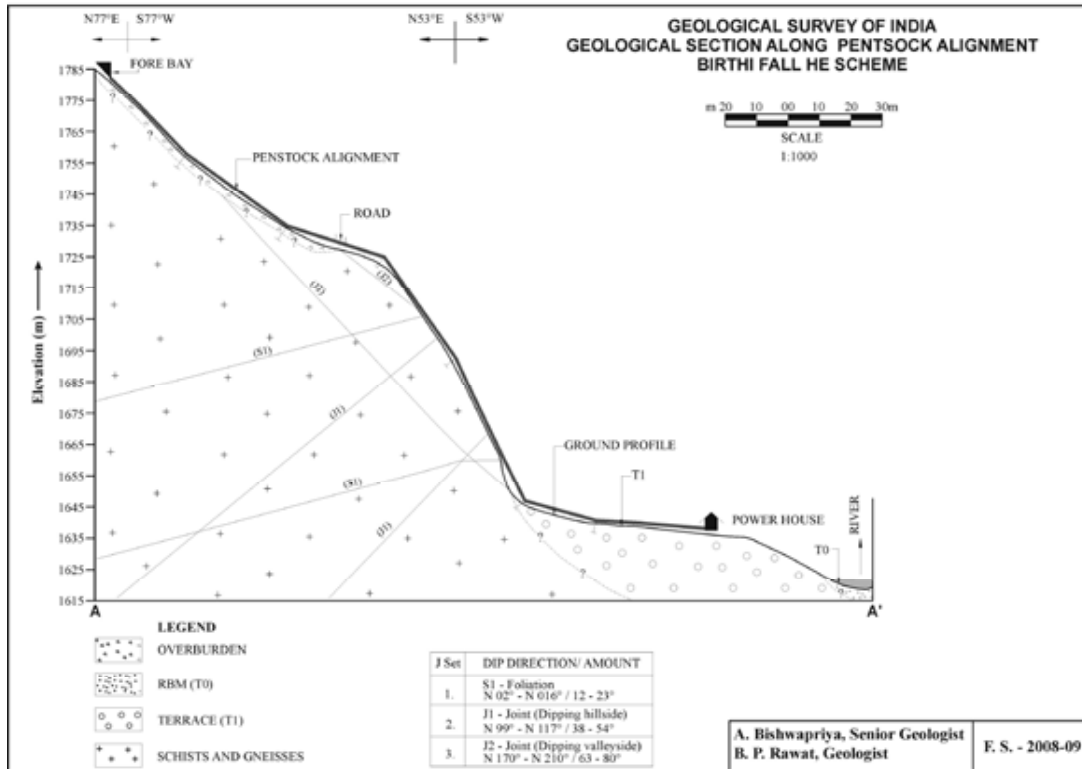 N77°E S77°W
N53°E S53°W
GEOLOGICAL SURVEY OF INDIA
GEOLOGICAL SECTION ALONG PENTSOCK ALIGNMENT
BIRTHI FALL HE SCHEME
m 20 10 00 10 20 30m
SCALE
1:1000
FORE BAY
PENSTOCK ALIGNMENT
ROAD
Elevation (m)
1785
1775
1765
1755
1745
1735
1725
1715
1705
1695
1685
1675
1665
1655
1645
1635
1625
1615
?
?
?
?
?
?
?
?
(J2)
(J2)
(S1)
(J1)
(S1)
(J1)
GROUND PROFILE
T1
POWER HOUSE
T0
RIVER
?
?
?
A A'
LEGEND
OVERBURDEN
RBM (T0)
TERRACE (T1)
SCHISTS AND GNEISSES
J Set DIP DIRECTION/ AMOUNT
1. S1 - Foliation
N 02° - N 016° / 12 - 23°
2. J1 - Joint (Dipping hillside)
N 99° - N 117° / 38 - 54°
3. J2 - Joint (Dipping valleyside)
N 170° - N 210° / 63 - 80°
A. Bishwapriya, Senior Geologist
B. P. Rawat, Geologist
F. S. - 2008-09